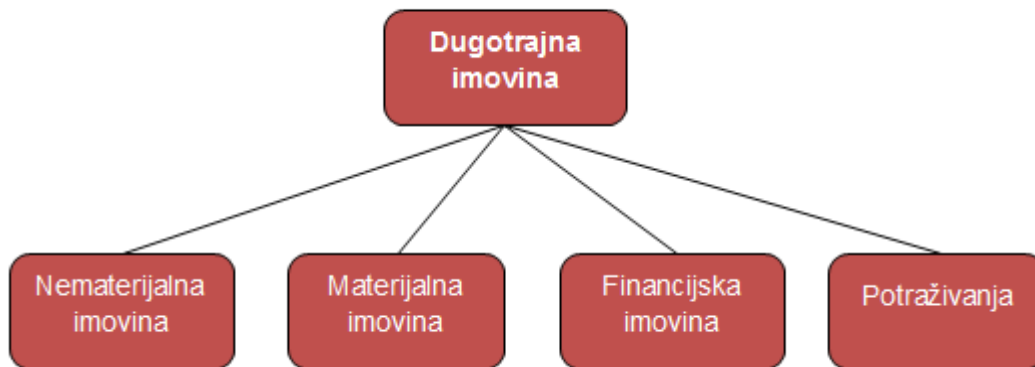 Dugotrajna
imovina
Nematerijalna
imovina
Materijalna
imovina
Financijska
imovina
Potraživanja